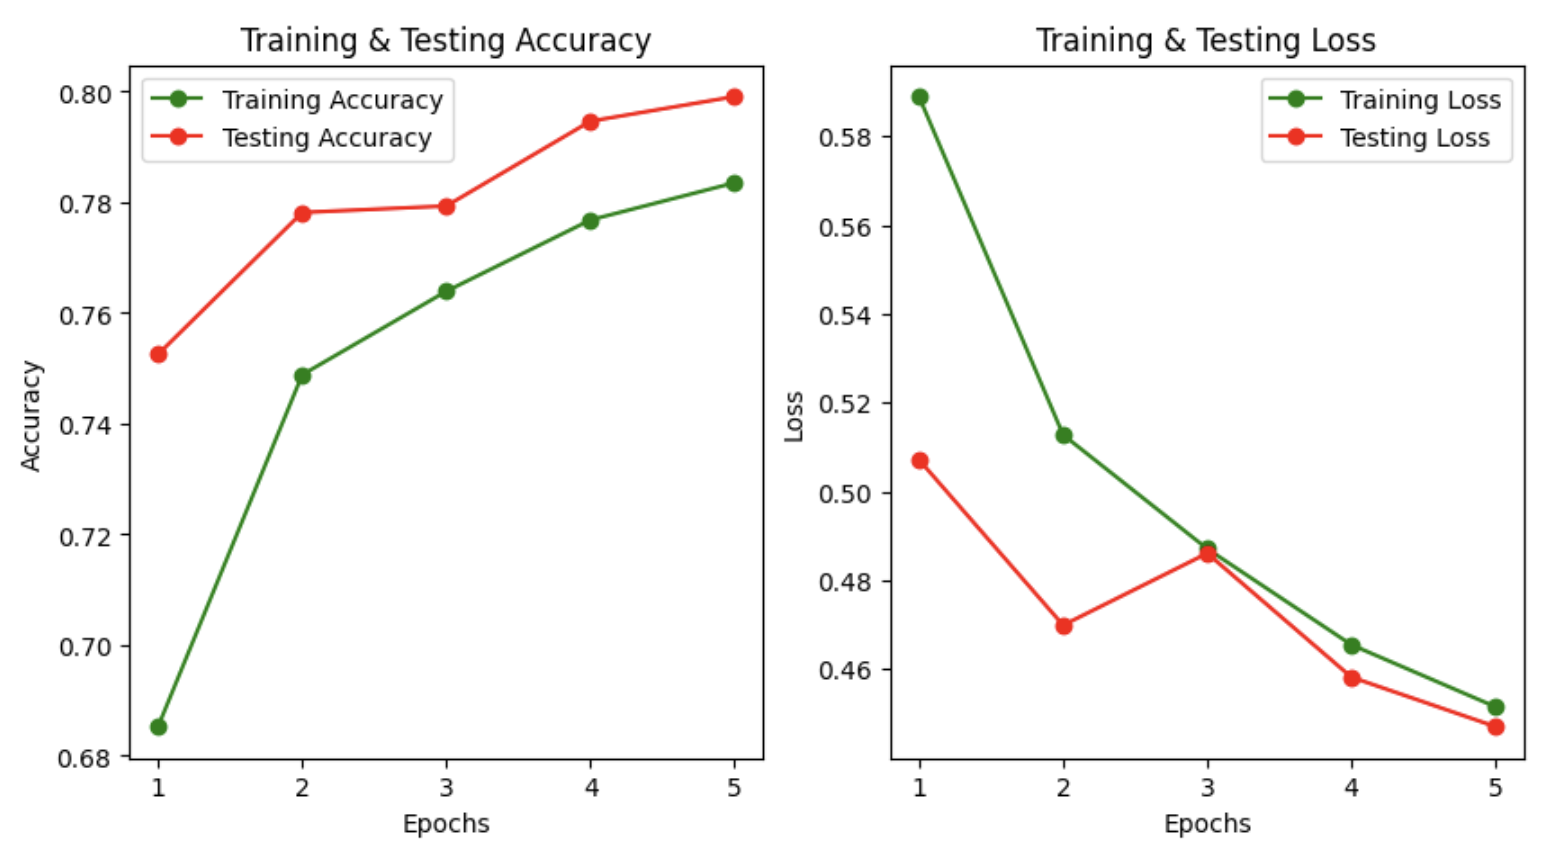 Training & Testing Accuracy
Training Accuracy
Testing Accuracy
0.80
0.78
0.76
0.74
0.72
0.70
0.68
Accuracy
1 2 3 4 5
Epochs
Training & Testing Loss
Training Loss
Testing Loss
0.58
0.56
0.54
0.52
0.50
0.48
0.46
Loss
1 2 3 4 5
Epochs